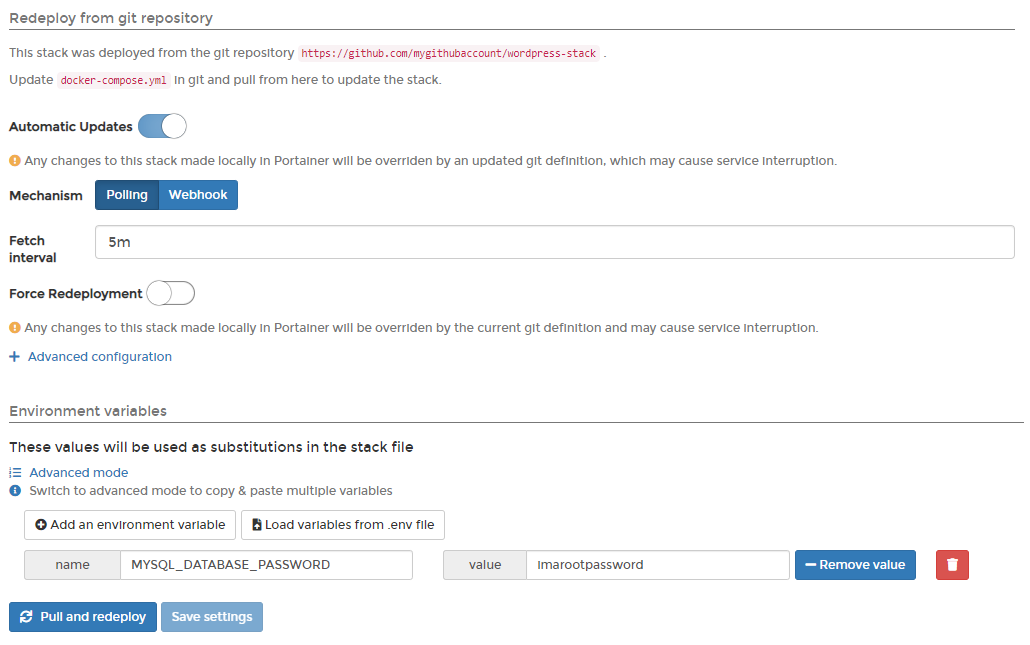 Redeploy from git repository
This stack was deployed from the git repository https://github.com/mygithubaccount/wordpress-stack .
Update docker-compose.yml in git and pull from here to update the stack.
Automatic Updates
Any changes to this stack made locally in Portainer will be overriden by an updated git definition, which may cause service interruption.
Mechanism Polling Webhook
Fetch interval 5m
Force Redeployment
Any changes to this stack made locally in Portainer will be overriden by the current git definition and may cause service interruption.
+ Advanced configuration
Environment variables
These values will be used as substitutions in the stack file
Advanced mode
Switch to advanced mode to copy & paste multiple variables
Add an environment variable Load variables from .env file
name MYSQL_DATABASE_PASSWORD value Imarootpassword Remove value
Pull and redeploy Save settings